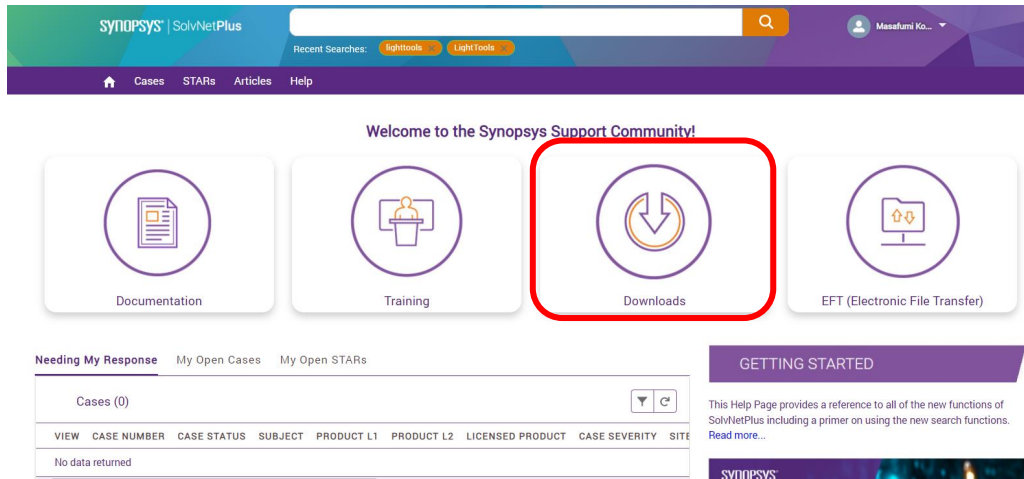 SYNOPSYS® | SolvNetPlus
Masafumi Ko...
Recent Searches: lighttools × LightTools ×
Cases STARs Articles Help
Welcome to the Synopsys Support Community!
Documentation
Training
Downloads
EFT (Electronic File Transfer)
Needing My Response My Open Cases My Open STARs
Cases (0)
VIEW CASE NUMBER CASE STATUS SUBJECT PRODUCT L1 PRODUCT L2 LICENSED PRODUCT CASE SEVERITY SITE
No data returned
GETTING STARTED
This Help Page provides a reference to all of the new functions of
SolvNetPlus including a primer on using the new search functions.
Read more...
SYNOPSYS®